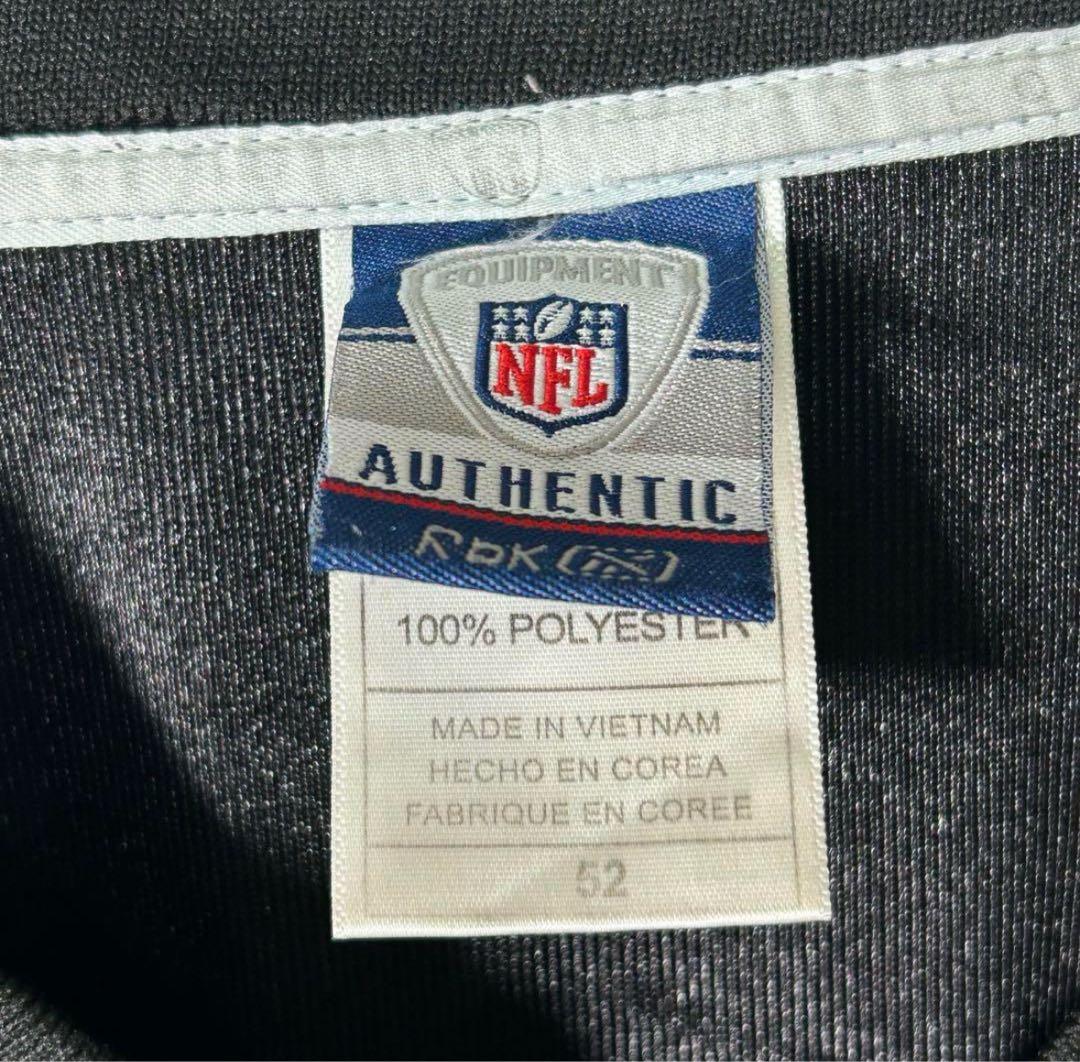 EQUIPMENT
NFL
AUTHENTIC
RbK
100% POLYESTER
MADE IN VIETNAM
HECHO EN COREA
FABRIQUE EN COREE
52